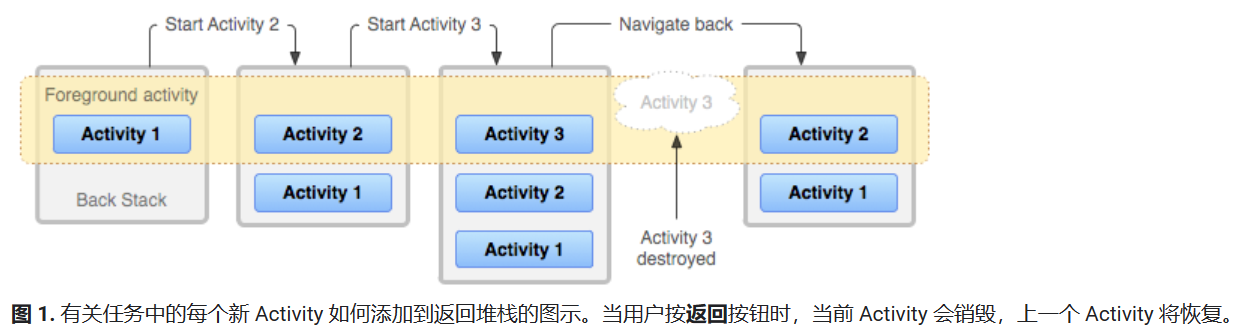 Start Activity 2
Start Activity 3
Navigate back
Foreground activity
Activity 1
Back Stack
Activity 2
Activity 1
Activity 3
Activity 2
Activity 1
Activity 3
Activity 3
destroyed
Activity 2
Activity 1
图 1. 有关任务中的每个新 Activity 如何添加到返回堆栈的图示。当用户按返回按钮时，当前 Activity 会销毁，上一个 Activity 将恢复。